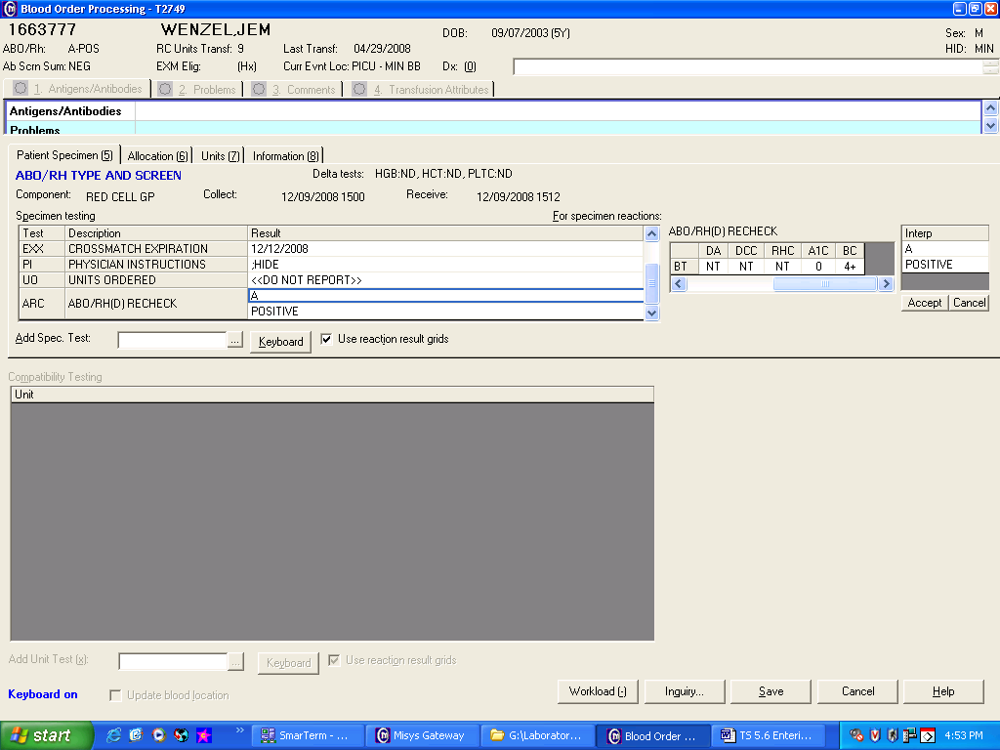 Blood Order Processing - T2749
1663777 WENZEL,JEM DOB: 09/07/2003 (5Y) Sex: M
ABO/Rh: A-POS RC Units Transf: 9 Last Transf: 04/29/2008 HID: MIN
Ab Scrn Sum: NEG EXM Elig: (Hx) Curr Evnt Loc: PICU - MIN BB Dx: (0)
1. Antigens/Antibodies 2. Problems 3. Comments 4. Transfusion Attributes
Antigens/Antibodies
Problems
Patient Specimen (5) Allocation (6) Units (7) Information (8)
ABO/RH TYPE AND SCREEN Delta tests: HGB:ND, HCT:ND, PLTC:ND
Component: RED CELL GP Collect: 12/09/2008 1500 Receive: 12/09/2008 1512
Specimen testing For specimen reactions:
Test Description Result ABO/RH(D) RECHECK Interp
EXX CROSSMATCH EXPIRATION 12/12/2008 DA DCC RHC A1C BC A
PI PHYSICIAN INSTRUCTIONS ;HIDE BT NT NT NT 0 4+ POSITIVE
UO UNITS ORDERED <<DO NOT REPORT>>
ARC ABO/RH(D) RECHECK A
POSITIVE
Accept Cancel
Add Spec. Test: ... Keyboard Use reaction result grids
Compatibility Testing
Unit
Add Unit Test (x): ... Keyboard Use reaction result grids
Keyboard on Update blood location
Workload (-) Inquiry... Save Cancel Help
start SmarTerm - ... Misys Gateway G:\Laborator... Blood Order ... TS 5.6 Enteri... 4:53 PM